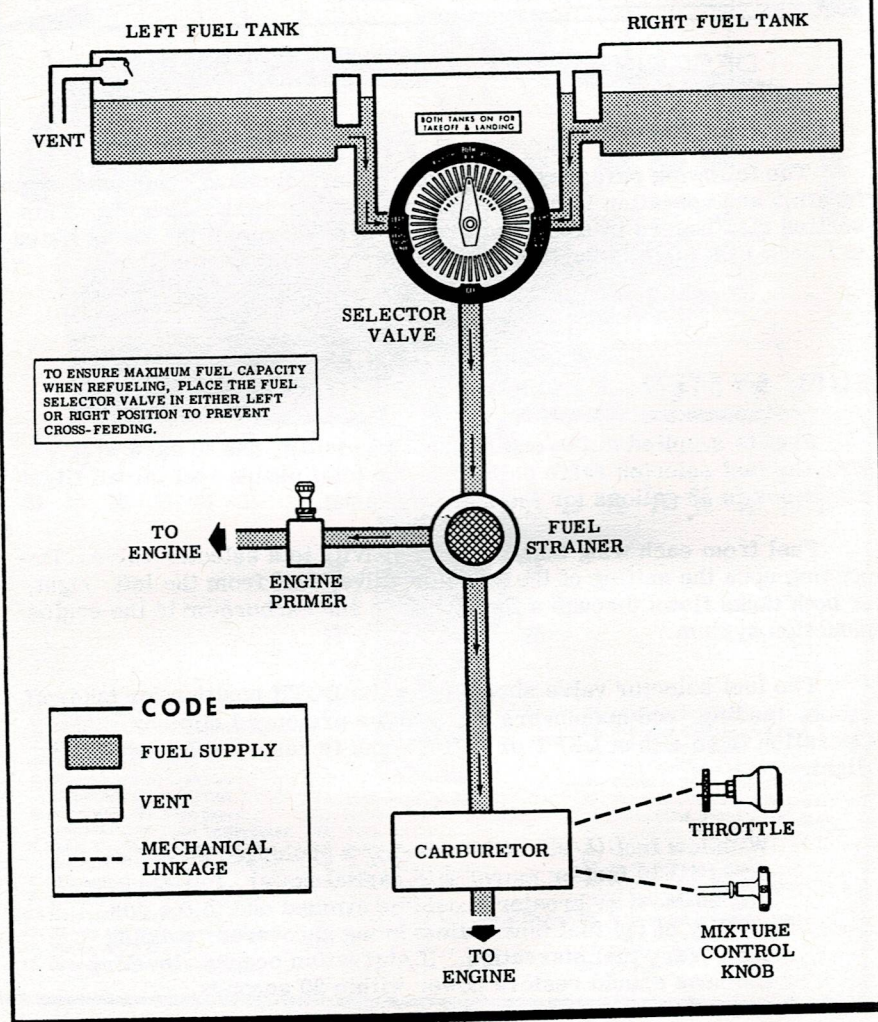 LEFT FUEL TANK
RIGHT FUEL TANK
VENT
BOTH TANKS ON FOR
TAKEOFF & LANDING
BOTH
OFF
SELECTOR
VALVE
TO ENSURE MAXIMUM FUEL CAPACITY
WHEN REFUELING, PLACE THE FUEL
SELECTOR VALVE IN EITHER LEFT
OR RIGHT POSITION TO PREVENT
CROSS-FEEDING.
TO
ENGINE
ENGINE
PRIMER
FUEL
STRAINER
CODE
FUEL SUPPLY
VENT
MECHANICAL
LINKAGE
CARBURETOR
THROTTLE
MIXTURE
CONTROL
KNOB
TO
ENGINE